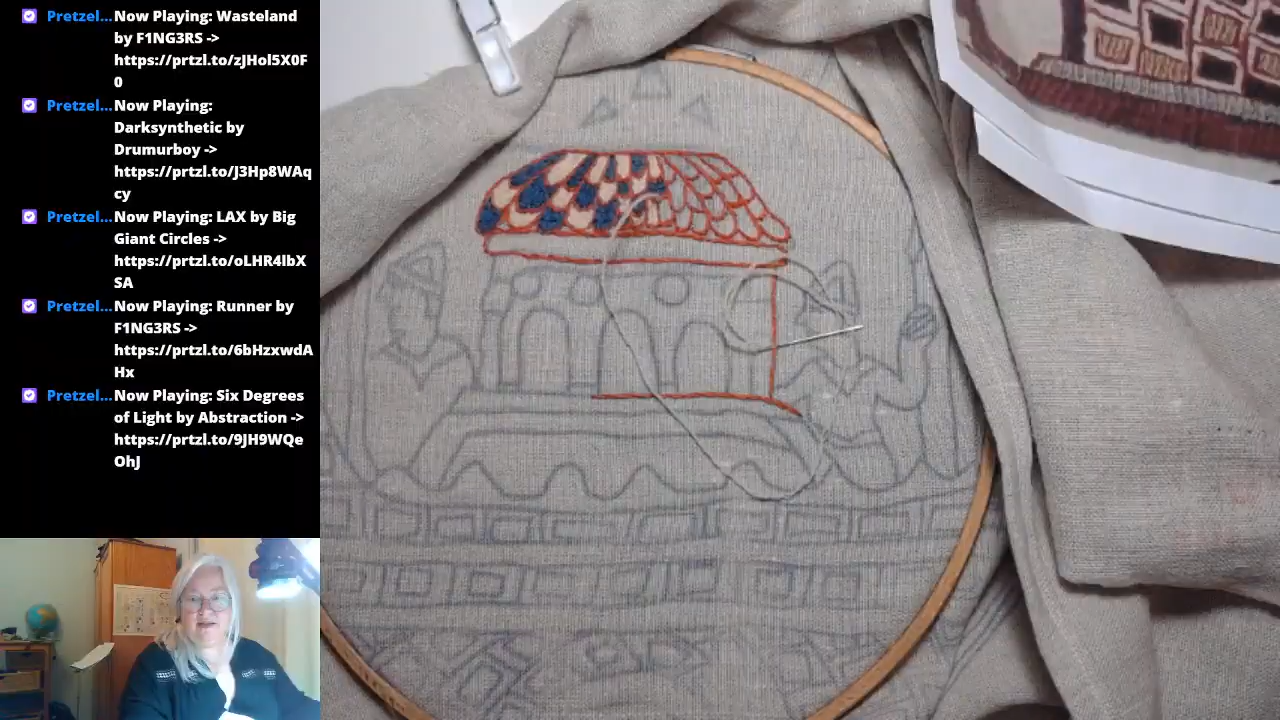 Pretzel... Now Playing: Wasteland
by F1NG3RS ->
https://prtzl.to/zJHol5X0F
0
Pretzel... Now Playing:
Darksynthetic by
Drumurboy ->
https://prtzl.to/J3Hp8WAq
cy
Pretzel... Now Playing: LAX by Big
Giant Circles ->
https://prtzl.to/oLHR4lbX
SA
Pretzel... Now Playing: Runner by
F1NG3RS ->
https://prtzl.to/6bHzxwdA
Hx
Pretzel... Now Playing: Six Degrees
of Light by Abstraction ->
https://prtzl.to/9JH9WQe
OhJ